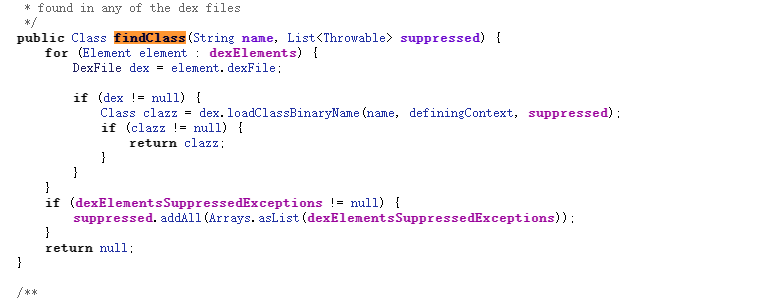 * found in any of the dex files
*/
public Class findClass(String name, List<Throwable> suppressed) {
for (Element element : dexElements) {
DexFile dex = element.dexFile;
if (dex != null) {
Class clazz = dex.loadClassBinaryName(name, definingContext, suppressed);
if (clazz != null) {
return clazz;
}
}
}
if (dexElementsSuppressedExceptions != null) {
suppressed.addAll(Arrays.asList(dexElementsSuppressedExceptions));
}
return null;
}
/**